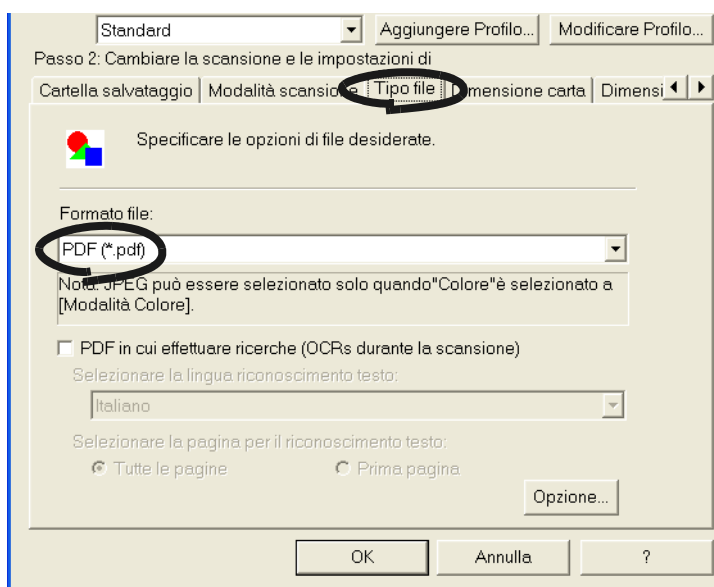 Standard Aggiungere Profilo... Modificare Profilo...
Passo 2: Cambiare la scansione e le impostazioni di
Cartella salvataggio Modalità scansione Tipo file Dimensione carta Dimensi
Specificare le opzioni di file desiderate.
Formato file:
PDF (*.pdf)
Nota: JPEG può essere selezionato solo quando"Colore"è selezionato a
[Modalità Colore].
PDF in cui effettuare ricerche (OCRs durante la scansione)
Selezionare la lingua riconoscimento testo:
Italiano
Selezionare la pagina per il riconoscimento testo:
Tutte le pagine Prima pagina
Opzione...
OK Annulla ?